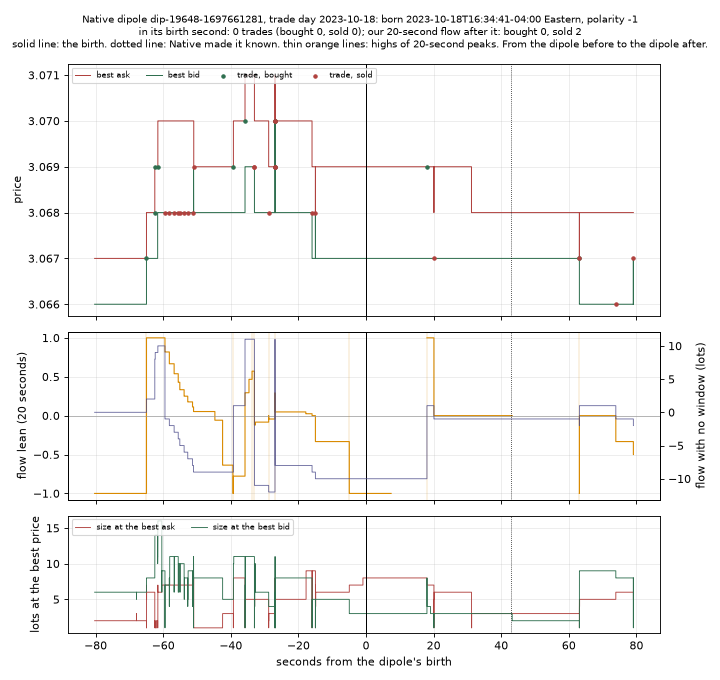 Native dipole dip-19648-1697661281, trade day 2023-10-18: born 2023-10-18T16:34:41-04:00 Eastern, polarity -1
in its birth second: 0 trades (bought 0, sold 0); our 20-second flow after it: bought 0, sold 2
solid line: the birth. dotted line: Native made it known. thin orange lines: highs of 20-second peaks. From the dipole before to the dipole after.
best ask
best bid
trade, bought
trade, sold
3.071
3.070
3.069
3.068
3.067
3.066
price
1.0
0.5
0.0
−0.5
−1.0
flow lean (20 seconds)
10
5
0
−5
−10
flow with no window (lots)
size at the best ask
size at the best bid
15
10
5
lots at the best price
−80
−60
−40
−20
0
20
40
60
80
seconds from the dipole's birth